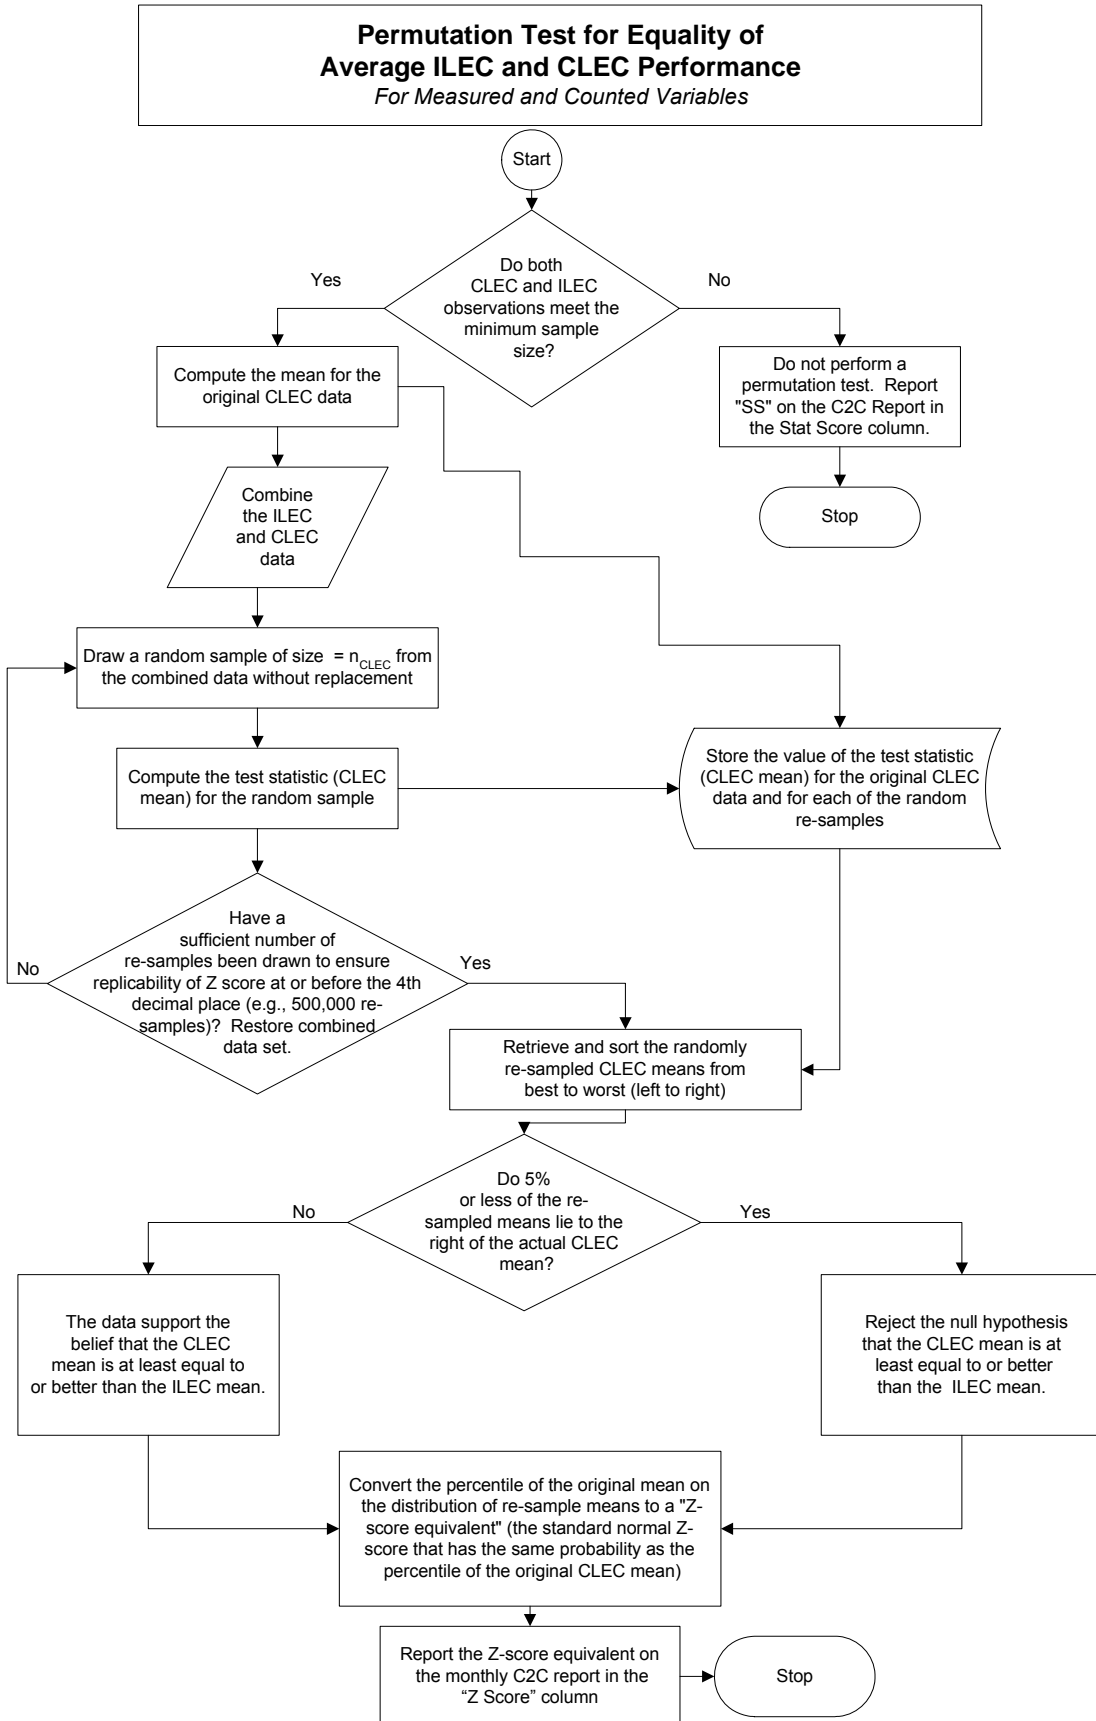 Permutation Test for Equality of
Average ILEC and CLEC Performance
For Measured and Counted Variables
Start
Do both
CLEC and ILEC
observations meet the
minimum sample
size?
Yes
No
Compute the mean for the
original CLEC data
Do not perform a
permutation test. Report
"SS" on the C2C Report in
the Stat Score column.
Stop
Combine
the ILEC
and CLEC
data
Draw a random sample of size = nCLEC from
the combined data without replacement
Compute the test statistic (CLEC
mean) for the random sample
Store the value of the test statistic
(CLEC mean) for the original CLEC
data and for each of the random
re-samples
Have a
sufficient number of
re-samples been drawn to ensure
replicability of Z score at or before the 4th
decimal place (e.g., 500,000 re-
samples)? Restore combined
data set.
No
Yes
Retrieve and sort the randomly
re-sampled CLEC means from
best to worst (left to right)
Do 5%
or less of the re-
sampled means lie to the
right of the actual CLEC
mean?
No
Yes
The data support the
belief that the CLEC
mean is at least equal to
or better than the ILEC mean.
Reject the null hypothesis
that the CLEC mean is at
least equal to or better
than the ILEC mean.
Convert the percentile of the original mean on
the distribution of re-sample means to a "Z-
score equivalent" (the standard normal Z-
score that has the same probability as the
percentile of the original CLEC mean)
Report the Z-score equivalent on
the monthly C2C report in the
“Z Score” column
Stop